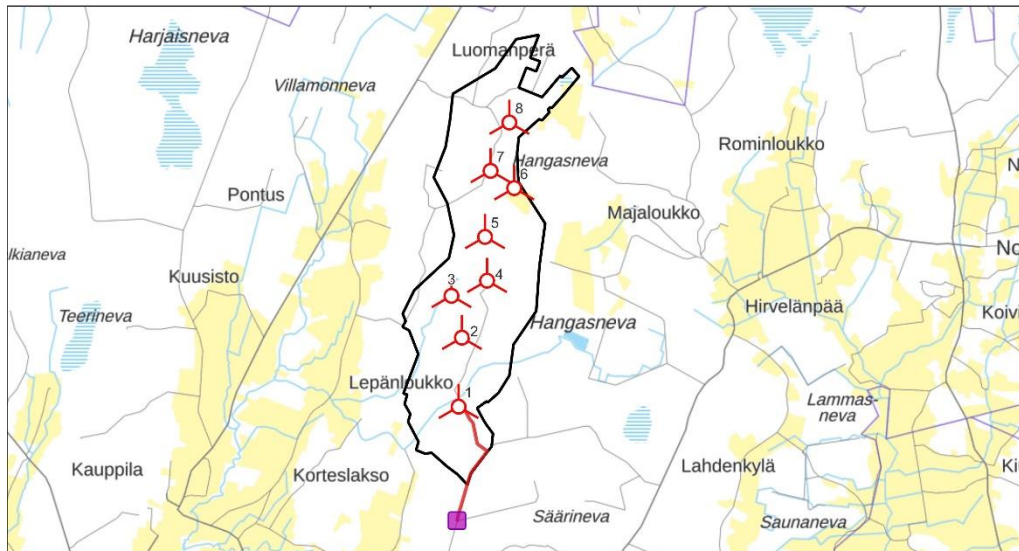 Harjaisneva
Luomanperä
Villamonneva
8
Rominloukko
7
Hangasneva
6
Pontus
Majaloukko
5
Kuusisto
4
3
Hirvelänpää
Teerineva
Hangasneva
2
Lepänloukko
1
Lammas-
neva
Kauppila
Korteslakso
Lahdenkylä
Säärineva
Saunaneva